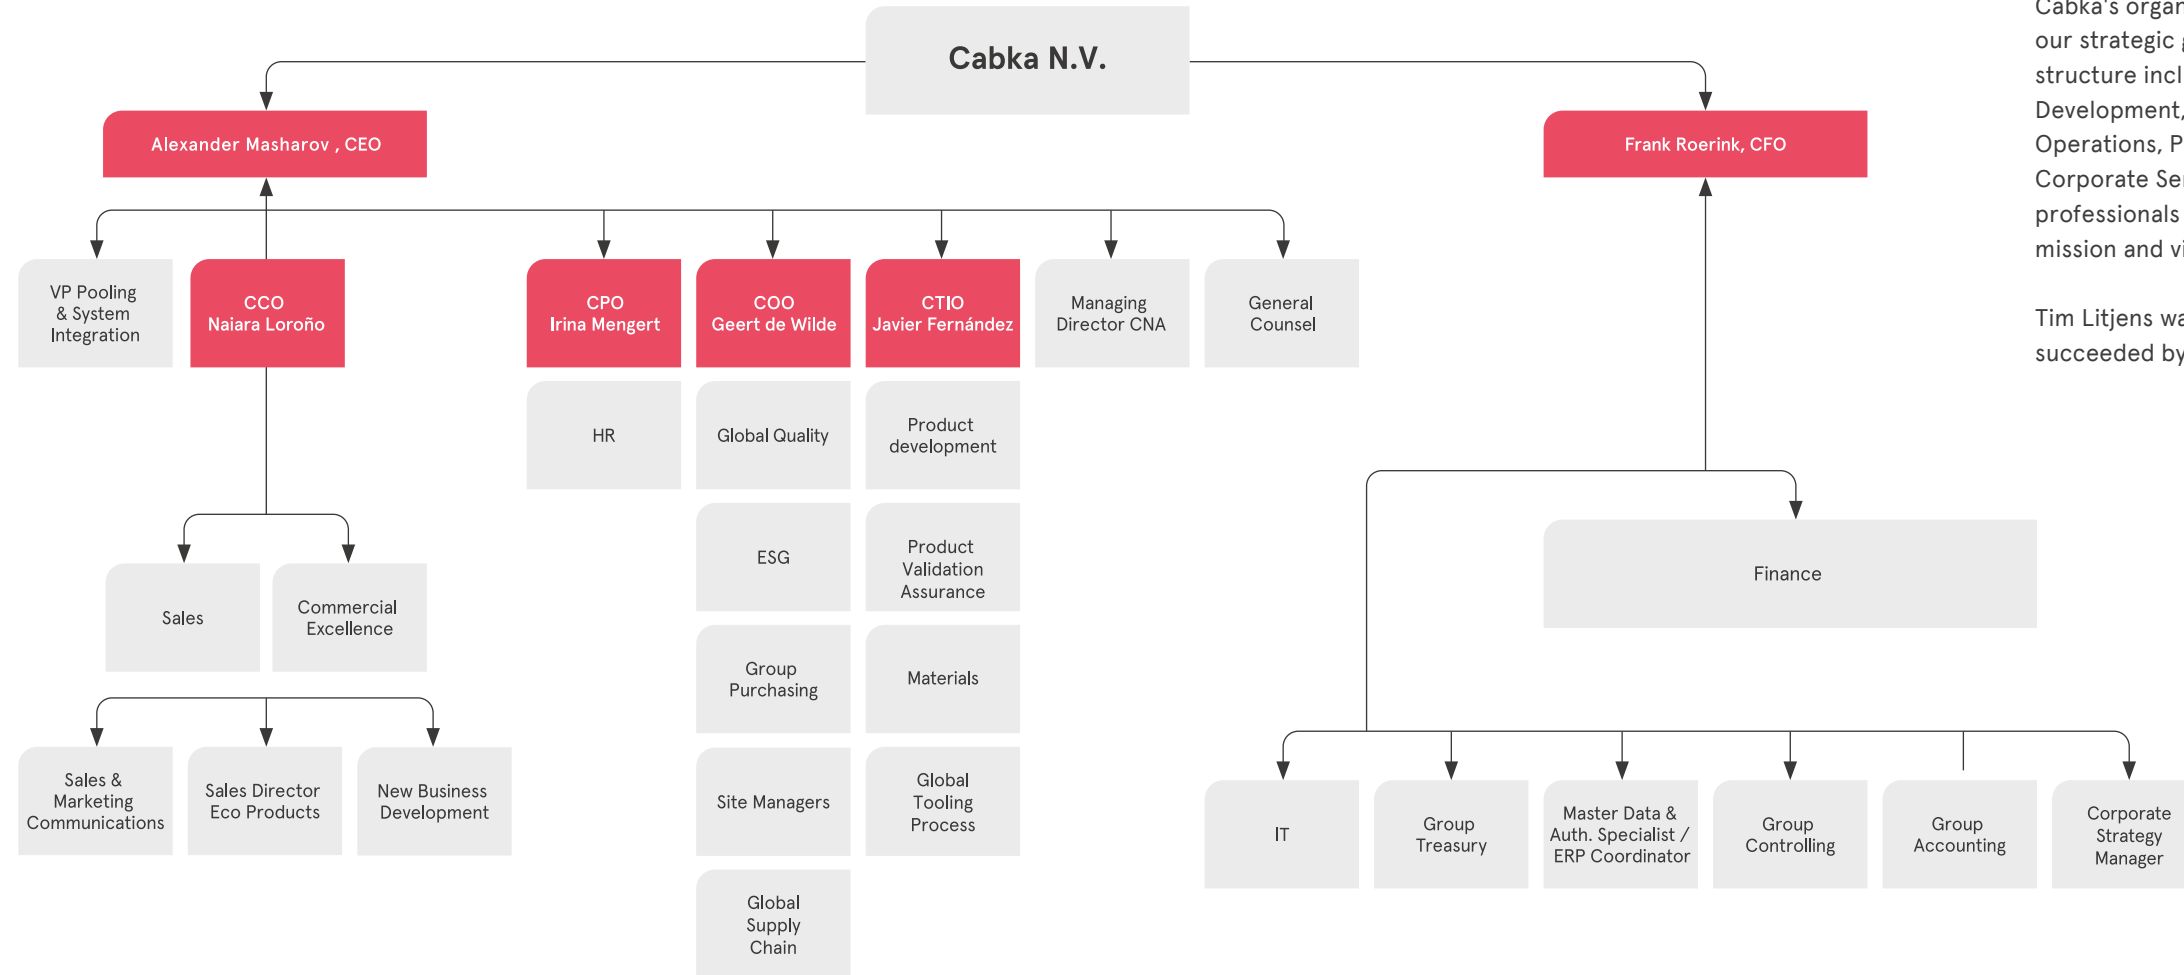 Cabka N.V.
Alexander Masharov , CEO
Frank Roerink, CFO
VP Pooling
& System
Integration
CCO
Naiara Loroño
CPO
Irina Mengert
COO
Geert de Wilde
CTIO
Javier Fernández
Managing
Director CNA
General
Counsel
HR
Global Quality
Product
development
ESG
Product
Validation
Assurance
Finance
Sales
Commercial
Excellence
Group
Purchasing
Materials
Sales &
Marketing
Communications
Sales Director
Eco Products
New Business
Development
Site Managers
Global
Tooling
Process
IT
Group
Treasury
Master Data &
Auth. Specialist /
ERP Coordinator
Group
Controlling
Group
Accounting
Corporate
Strategy
Manager
Global
Supply
Chain
Cabka's
our strategic
structure
Development,
Operations,
Corporate
professionals
mission and
Tim Litjens
succeeded by